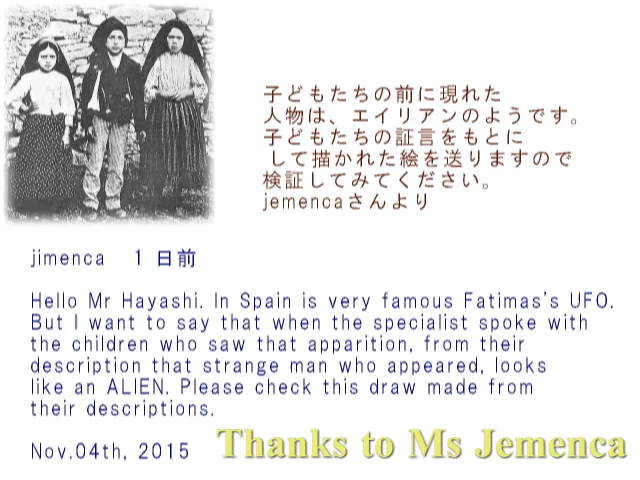 子どもたちの前に現れた
人物は、エイリアンのようです。
子どもたちの証言をもとに
して描かれた絵を送りますので
検証してみてください。
jemencaさんより
jimenca 1 日前
Hello Mr Hayashi. In Spain is very famous Fatimas's UFO.
But I want to say that when the specialist spoke with
the children who saw that apparition, from their
description that strange man who appeared, looks
like an ALIEN. Please check this draw made from
their descriptions.
Nov.04th, 2015
Thanks to Ms Jemenca